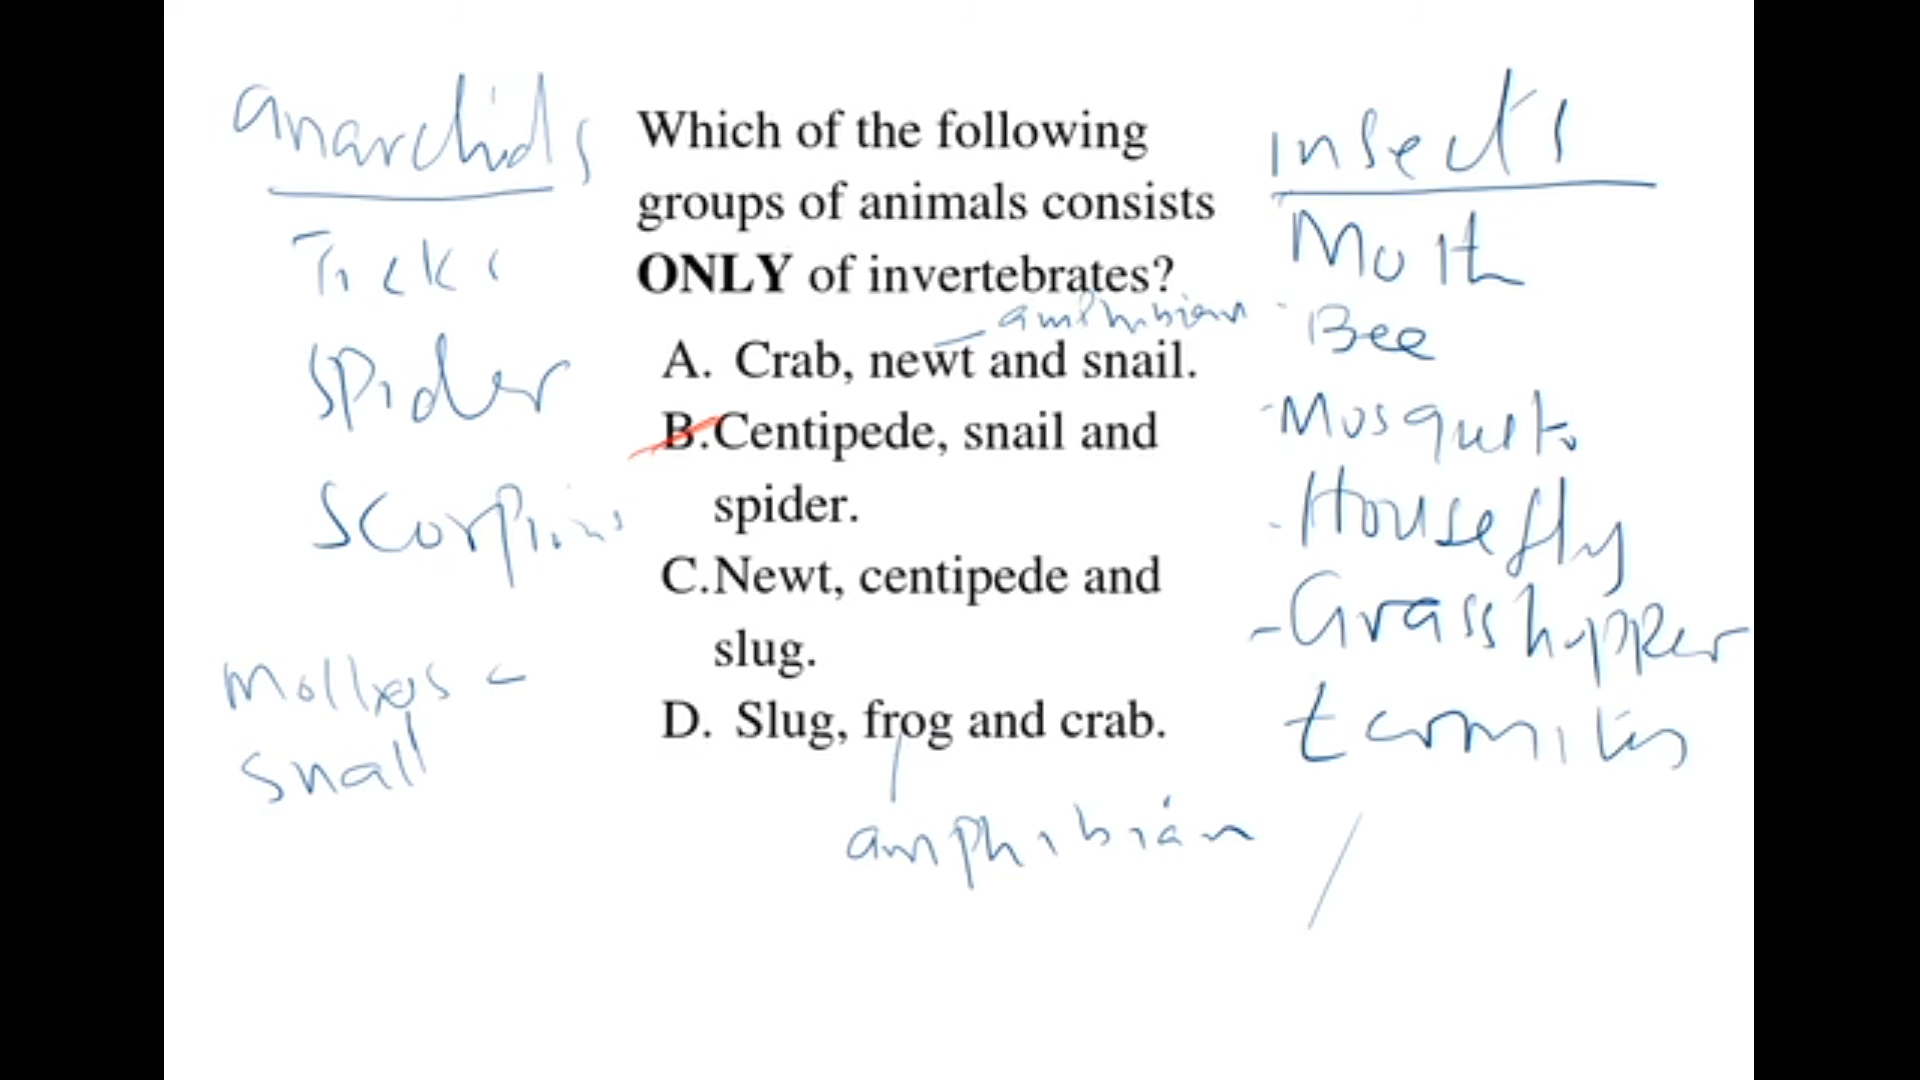 anarchids
Ticks
Spider
Scorpions
Mollxs -
Snail
Which of the following
groups of animals consists
ONLY of invertebrates?
amphibian
A. Crab, newt and snail.
B.Centipede, snail and
spider.
C.Newt, centipede and
slug.
D. Slug, frog and crab.
amphibian
insects
Moth
- Bee
-Mosquito
- Housefly
-Grasshopper
termites